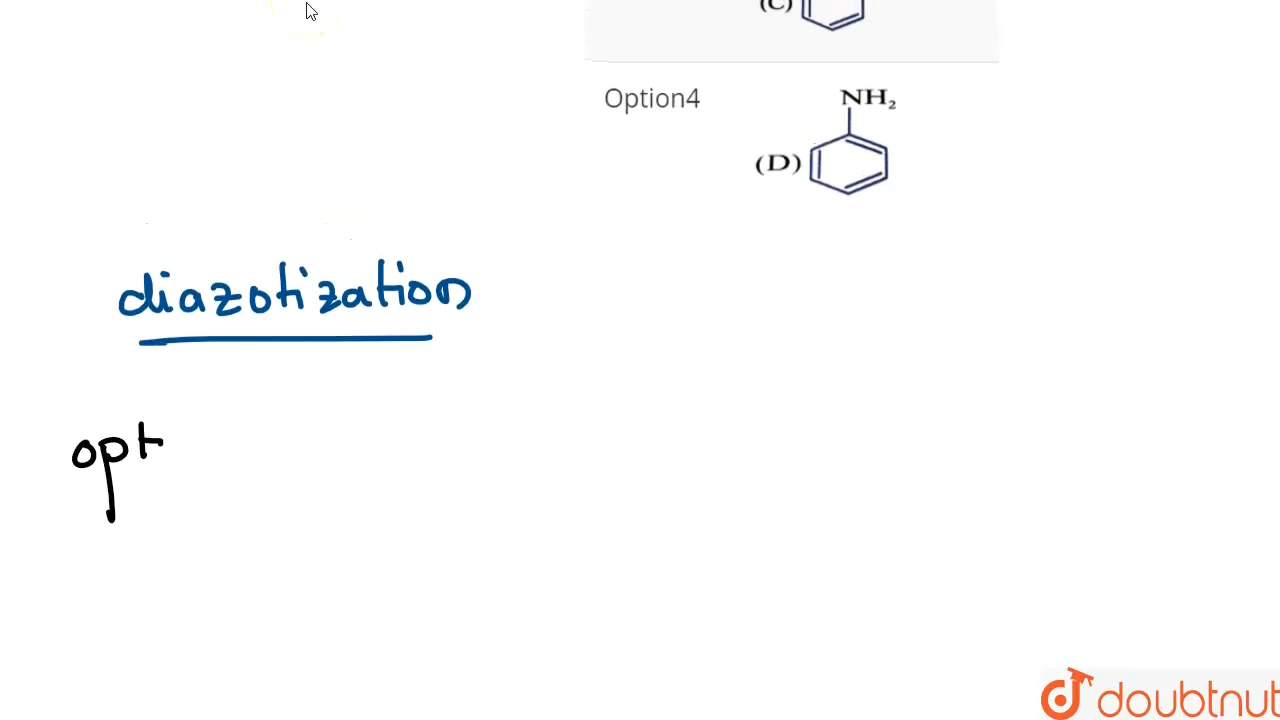 (C)
Option4
NH₂
(D)
diazotization
opt
doubtnut